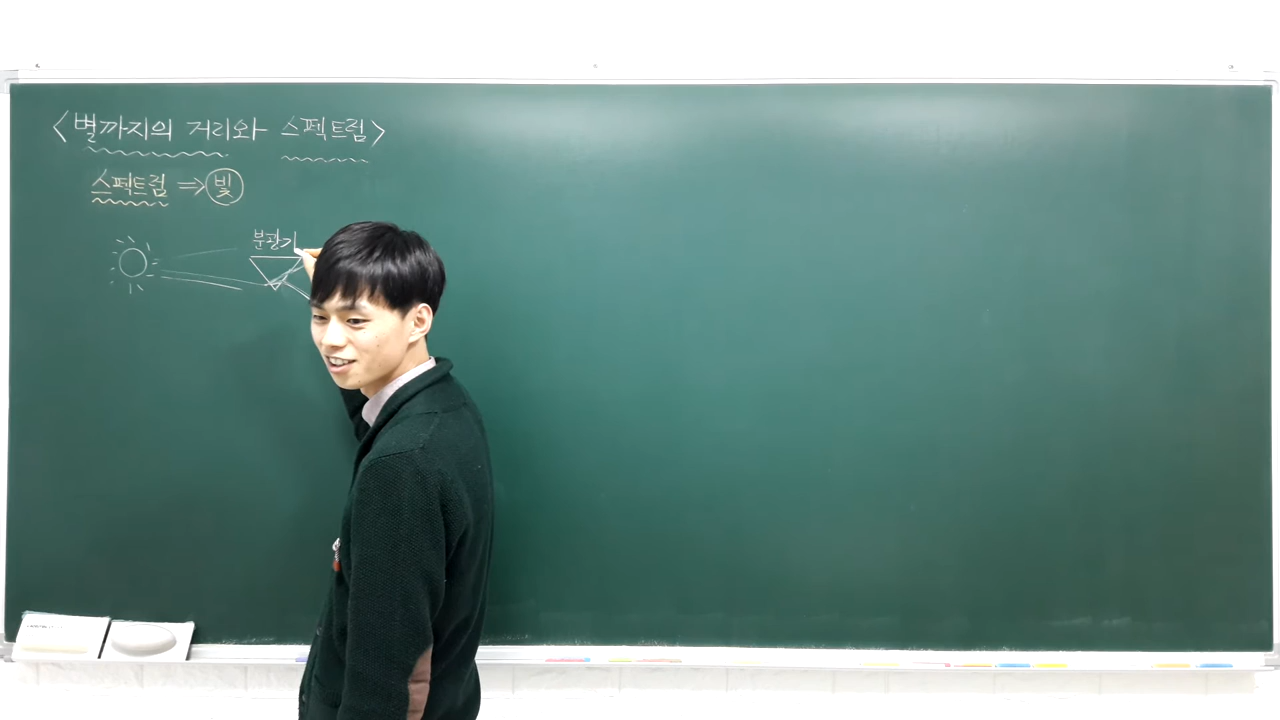 <별까지의 거리와 스펙트럼>
스펙트럼 ⇒ 빛
분광기